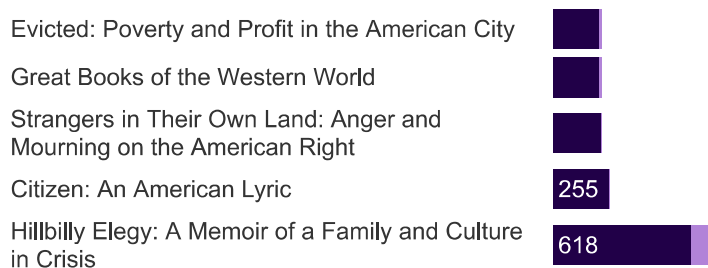 Evicted: Poverty and Profit in the American City
Great Books of the Western World
Strangers in Their Own Land: Anger and
Mourning on the American Right
Citizen: An American Lyric
255
Hillbilly Elegy: A Memoir of a Family and Culture
in Crisis
618